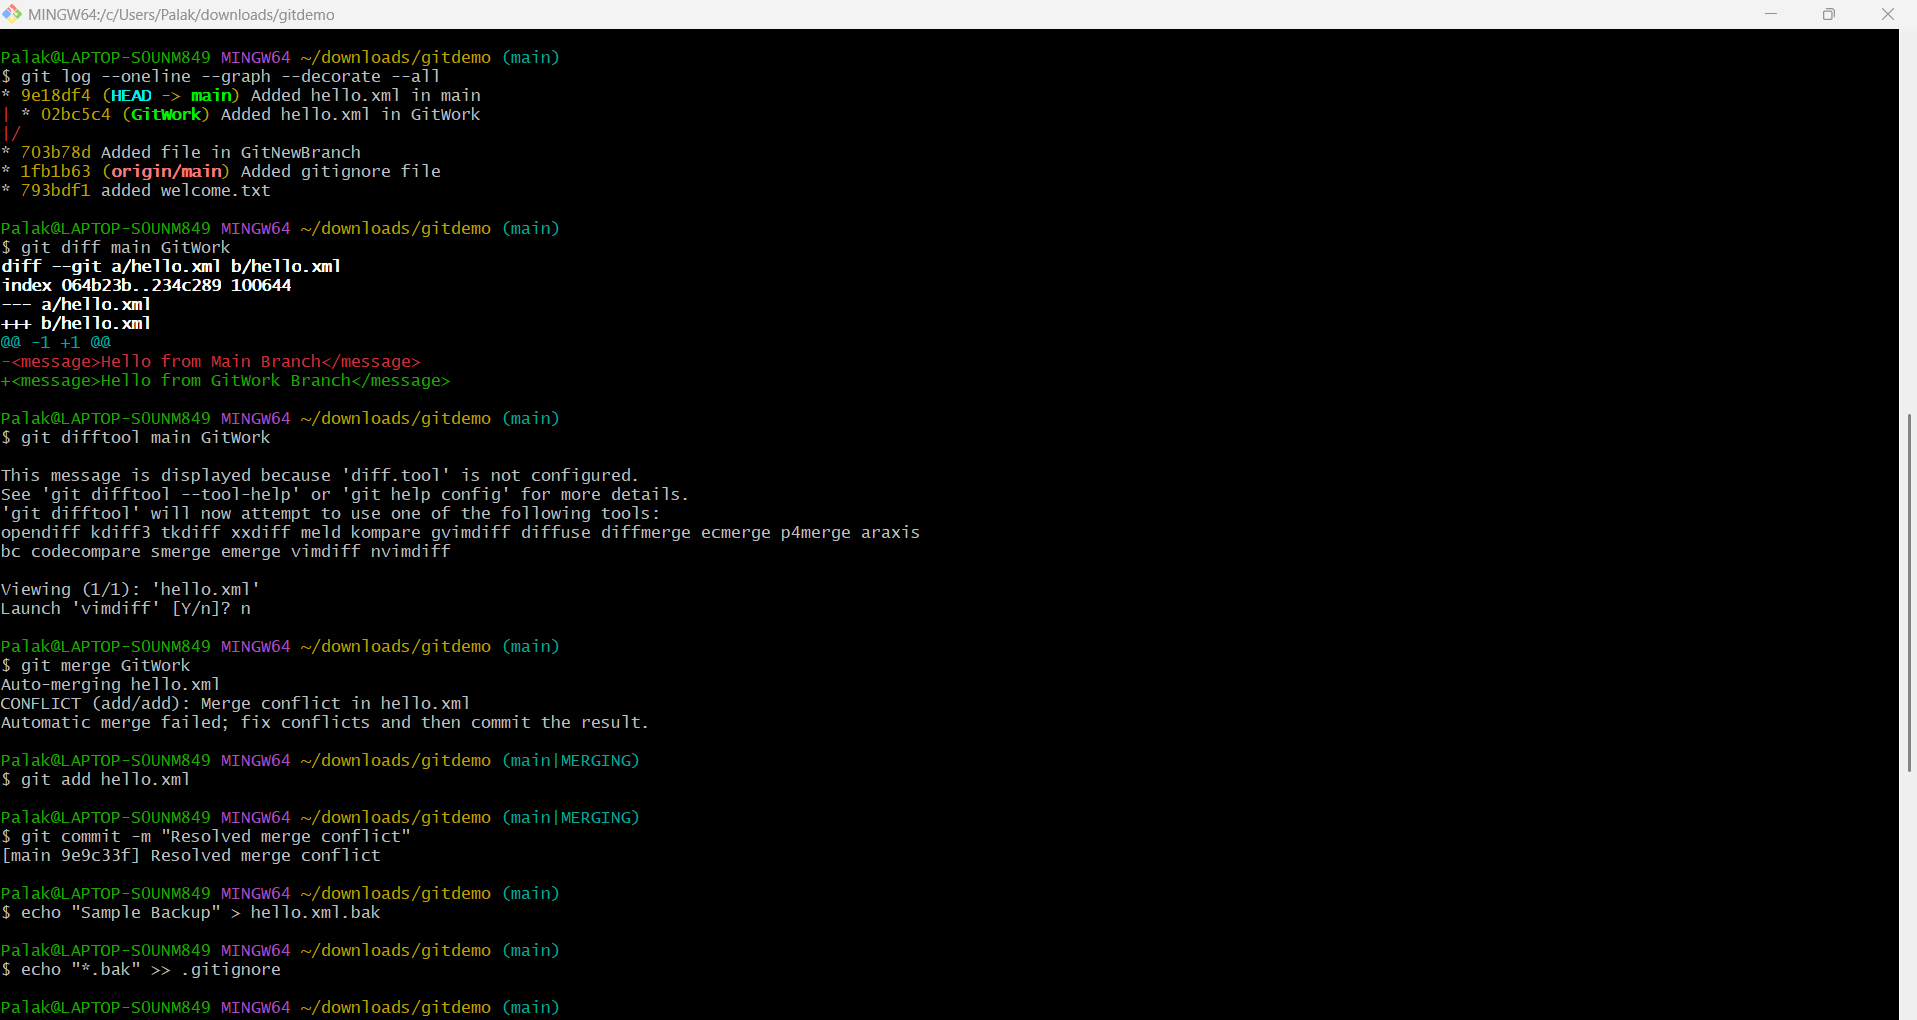 MINGW64:/c/Users/Palak/downloads/gitdemo
Palak@LAPTOP-SOUNM849 MINGW64 ~/downloads/gitdemo (main)
$ git log --oneline --graph --decorate --all
* 9e18df4 (HEAD -> main) Added hello.xml in main
| * 02bc5c4 (GitWork) Added hello.xml in GitWork
|/
* 703b78d Added file in GitNewBranch
* 1fb1b63 (origin/main) Added gitignore file
* 793bdf1 added welcome.txt
Palak@LAPTOP-SOUNM849 MINGW64 ~/downloads/gitdemo (main)
$ git diff main GitWork
diff --git a/hello.xml b/hello.xml
index 064b23b..234c289 100644
--- a/hello.xml
+++ b/hello.xml
@@ -1 +1 @@
-<message>Hello from Main Branch</message>
+<message>Hello from GitWork Branch</message>
Palak@LAPTOP-SOUNM849 MINGW64 ~/downloads/gitdemo (main)
$ git difftool main GitWork
This message is displayed because 'diff.tool' is not configured.
See 'git difftool --tool-help' or 'git help config' for more details.
'git difftool' will now attempt to use one of the following tools:
opendiff kdiff3 tkdiff xxdiff meld kompare gvimdiff diffuse diffmerge ecmerge p4merge araxis
bc codecompare smerge emerge vimdiff nvimdiff
Viewing (1/1): 'hello.xml'
Launch 'vimdiff' [Y/n]? n
Palak@LAPTOP-SOUNM849 MINGW64 ~/downloads/gitdemo (main)
$ git merge GitWork
Auto-merging hello.xml
CONFLICT (add/add): Merge conflict in hello.xml
Automatic merge failed; fix conflicts and then commit the result.
Palak@LAPTOP-SOUNM849 MINGW64 ~/downloads/gitdemo (main|MERGING)
$ git add hello.xml
Palak@LAPTOP-SOUNM849 MINGW64 ~/downloads/gitdemo (main|MERGING)
$ git commit -m "Resolved merge conflict"
[main 9e9c33f] Resolved merge conflict
Palak@LAPTOP-SOUNM849 MINGW64 ~/downloads/gitdemo (main)
$ echo "Sample Backup" > hello.xml.bak
Palak@LAPTOP-SOUNM849 MINGW64 ~/downloads/gitdemo (main)
$ echo "*.bak" >> .gitignore
Palak@LAPTOP-SOUNM849 MINGW64 ~/downloads/gitdemo (main)